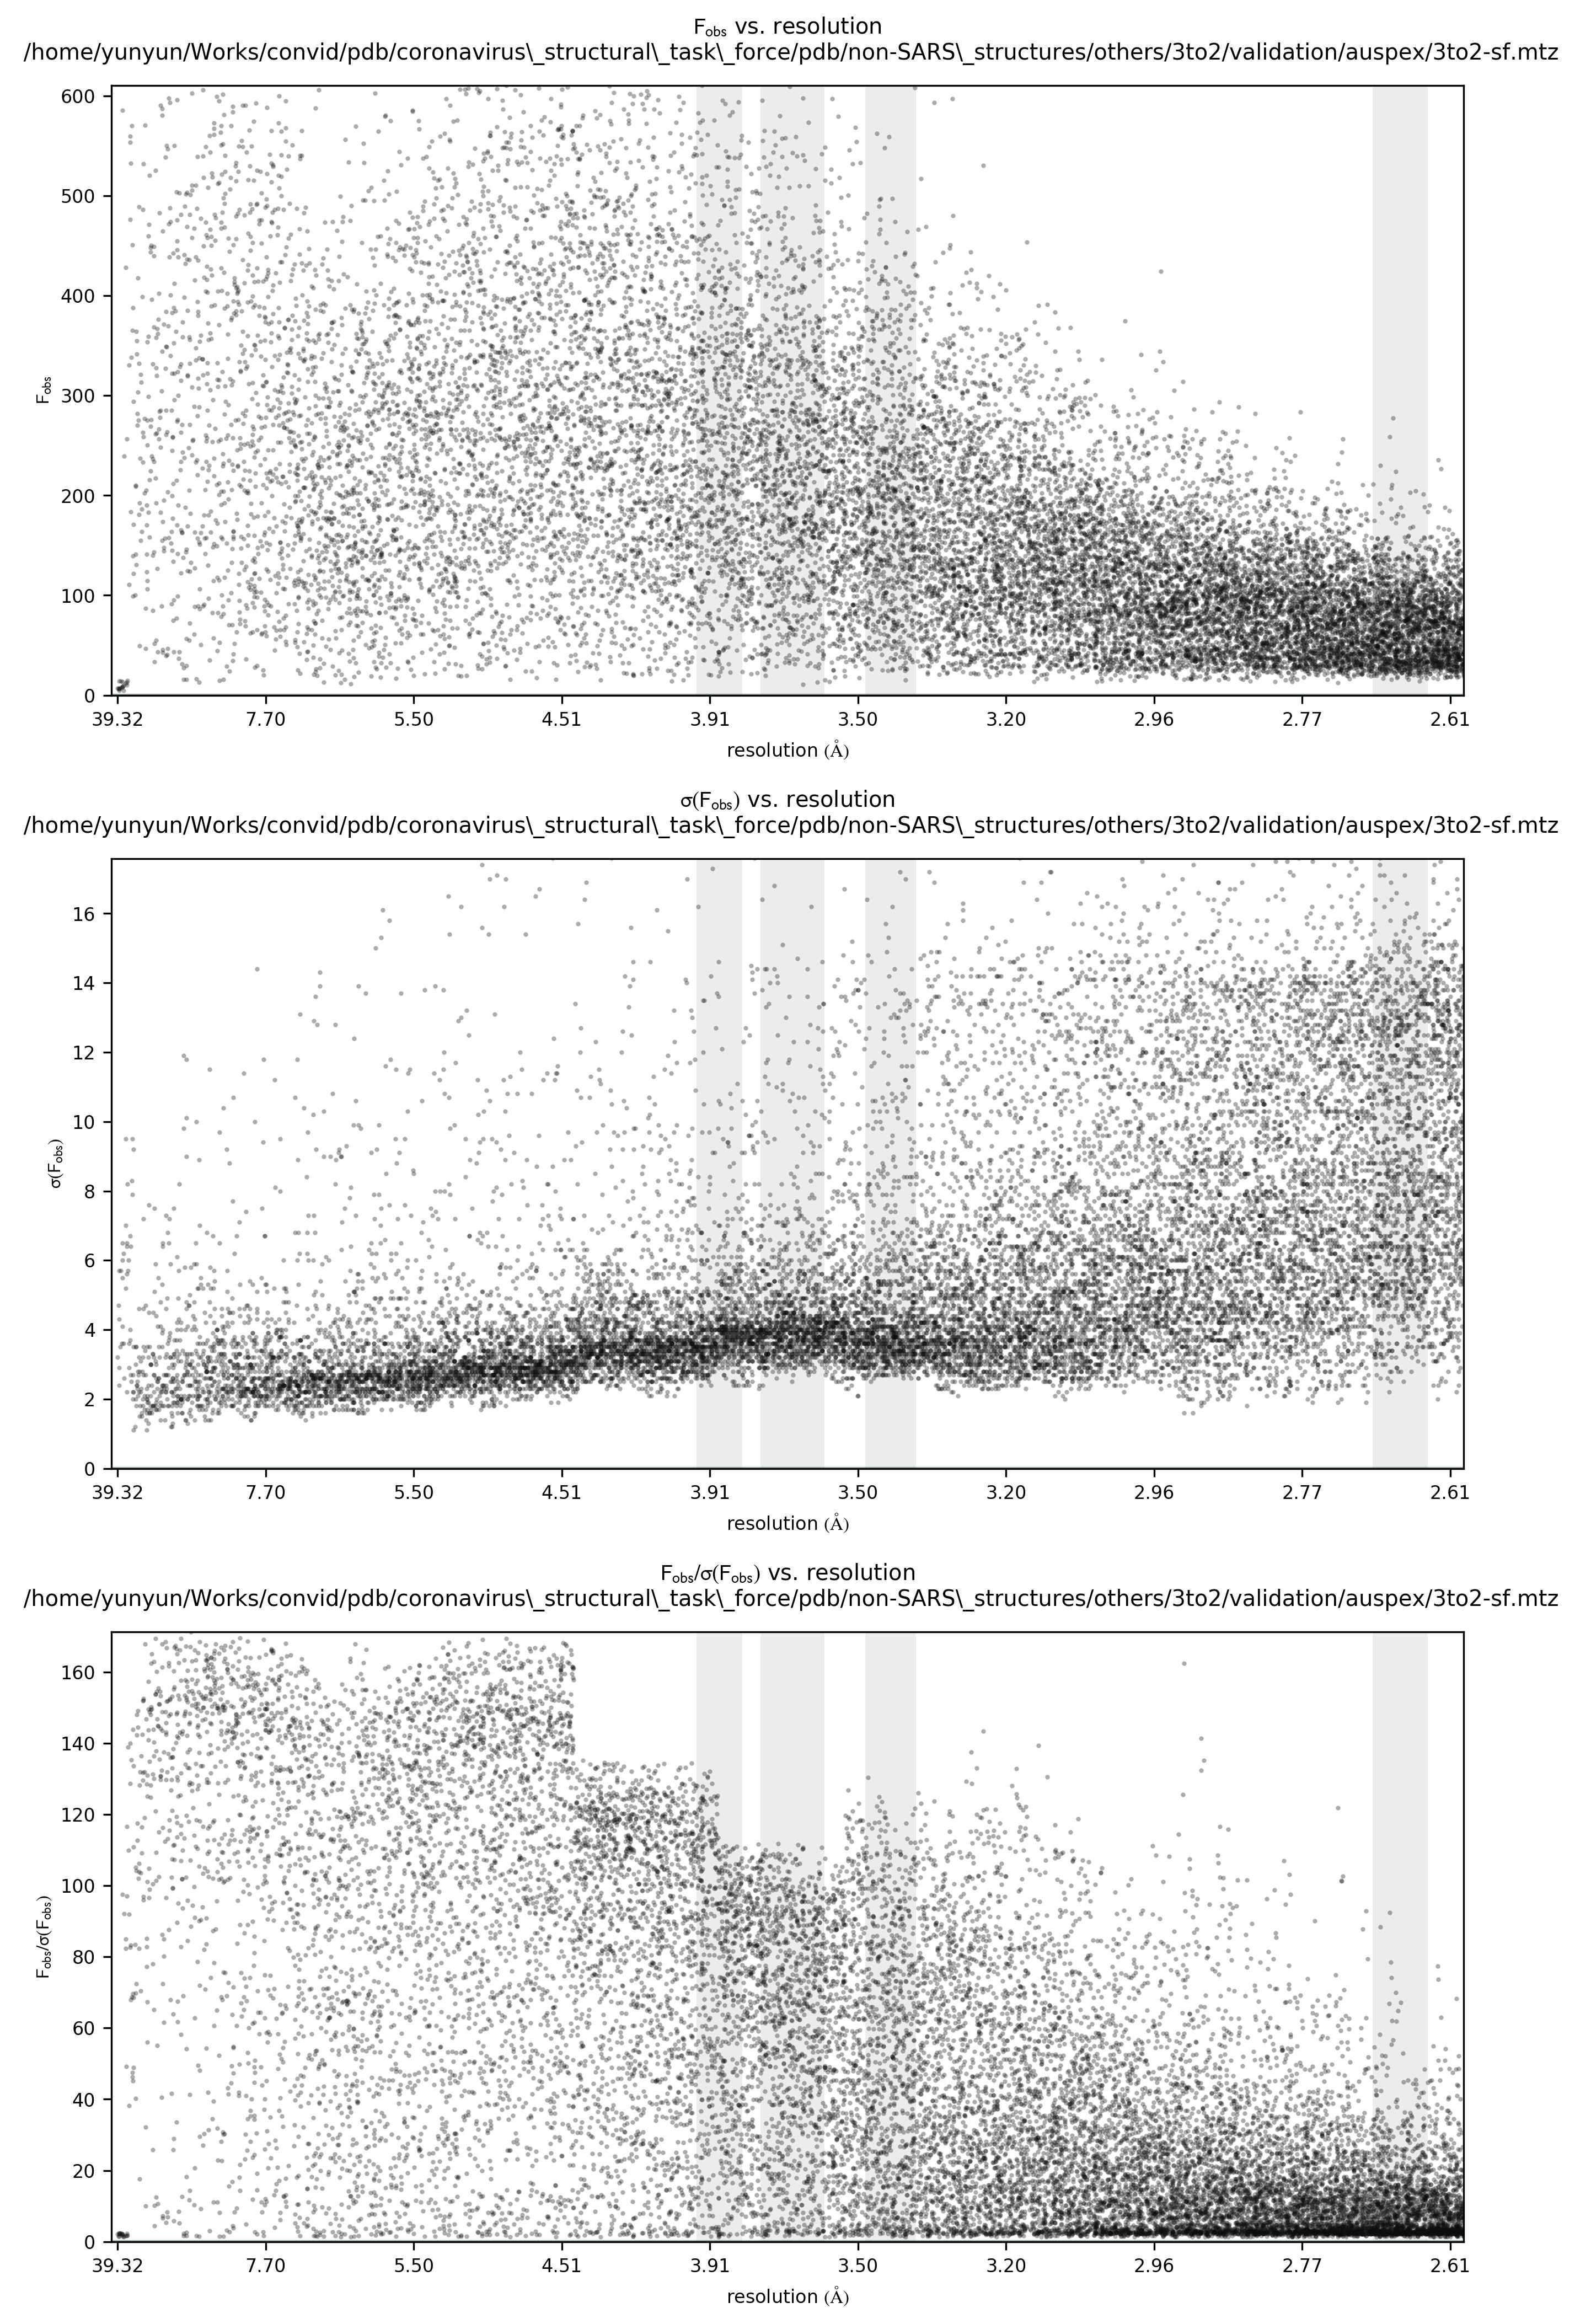 Fobs vs. resolution
/home/yunyun/Works/convid/pdb/coronavirus\_structural\_task\_force/pdb/non-SARS\_structures/others/3to2/validation/auspex/3to2-sf.mtz
600
500
400
300
200
100
0
Fobs
39.32 7.70 5.50 4.51 3.91 3.50 3.20 2.96 2.77 2.61
resolution (Å)
σ(Fobs) vs. resolution
/home/yunyun/Works/convid/pdb/coronavirus\_structural\_task\_force/pdb/non-SARS\_structures/others/3to2/validation/auspex/3to2-sf.mtz
16
14
12
10
8
6
4
2
0
σ(Fobs)
39.32 7.70 5.50 4.51 3.91 3.50 3.20 2.96 2.77 2.61
resolution (Å)
Fobs/σ(Fobs) vs. resolution
/home/yunyun/Works/convid/pdb/coronavirus\_structural\_task\_force/pdb/non-SARS\_structures/others/3to2/validation/auspex/3to2-sf.mtz
160
140
120
100
80
60
40
20
0
Fobs/σ(Fobs)
39.32 7.70 5.50 4.51 3.91 3.50 3.20 2.96 2.77 2.61
resolution (Å)